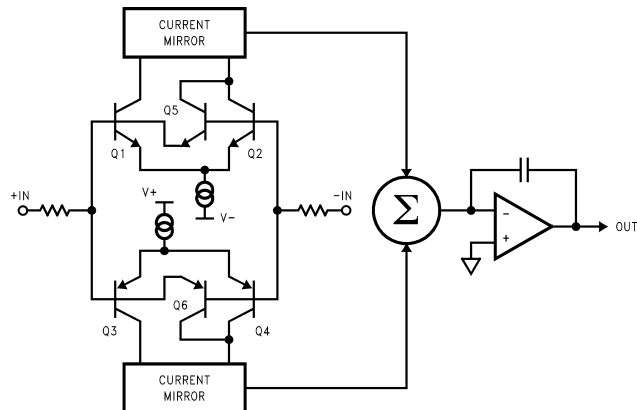 CURRENT
MIRROR
Q5
Q1
Q2
+IN
V+
V-
-IN
Σ
-
+
OUT
Q3
Q6
Q4
CURRENT
MIRROR